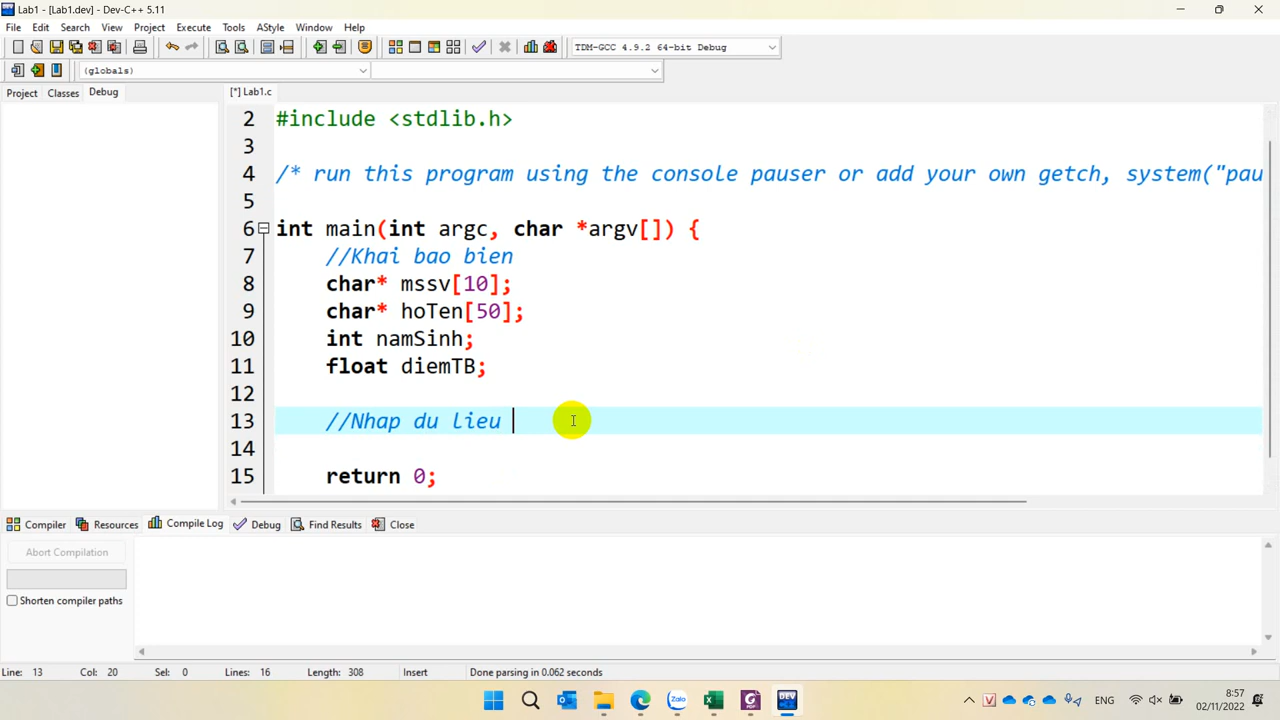 Lab1 - [Lab1.dev] - Dev-C++ 5.11
File Edit Search View Project Execute Tools AStyle Window Help
TDM-GCC 4.9.2 64-bit Debug
(globals)
Project Classes Debug
[*] Lab1.c
2 #include <stdlib.h>
3
4 /* run this program using the console pauser or add your own getch, system("pau
5
6 int main(int argc, char *argv[]) {
7 //Khai bao bien
8 char* mssv[10];
9 char* hoTen[50];
10 int namSinh;
11 float diemTB;
12
13 //Nhap du lieu
14
15 return 0;
Compiler Resources Compile Log Debug Find Results Close
Abort Compilation
Shorten compiler paths
Line: 13 Col: 20 Sel: 0 Lines: 16 Length: 308 Insert Done parsing in 0.062 seconds
Zalo
PDF
DEV
V
ENG
8:57
02/11/2022